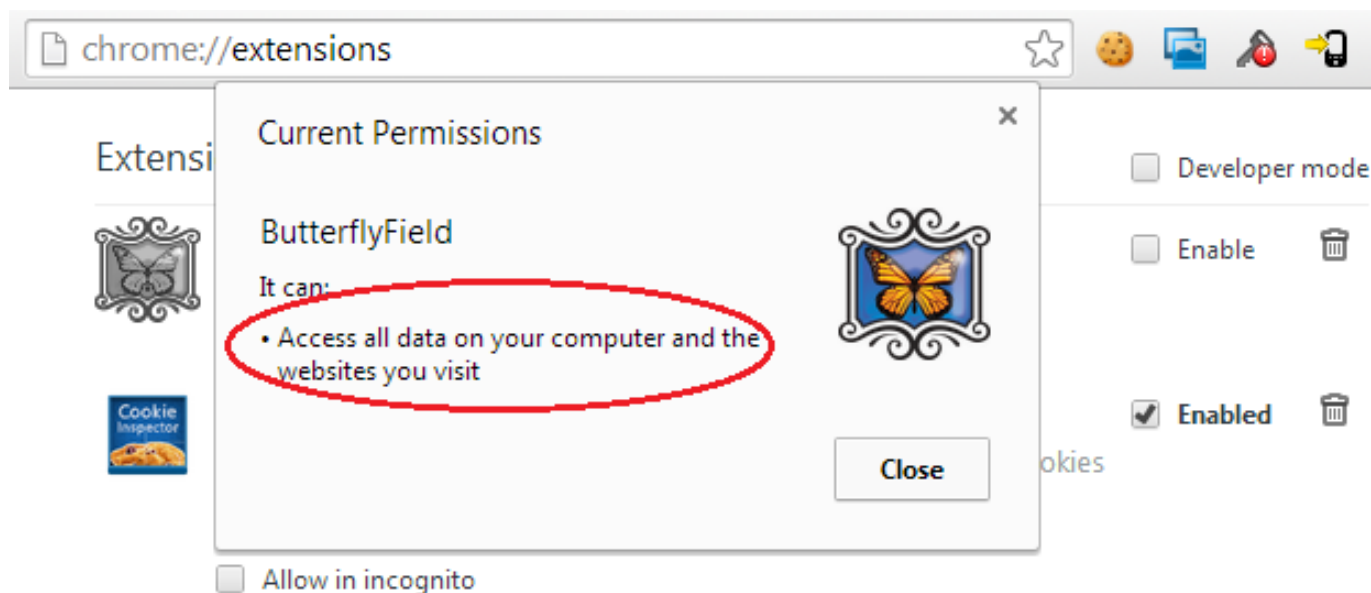 chrome://extensions
Current Permissions
Extensi
Developer mode
ButterflyField
Enable
It can:
• Access all data on your computer and the
websites you visit
Cookie
Inspector
Enabled
Close
okies
Allow in incognito